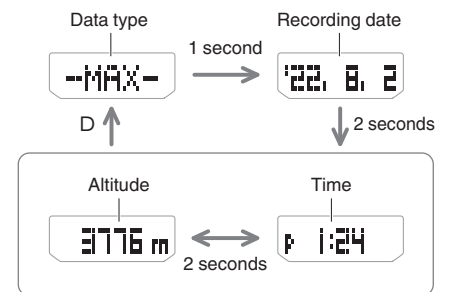 Data type
Recording date
--MAX-
1 second
'22. 8. 2
D
2 seconds
Altitude
Time
3776 m
2 seconds
P 1:24